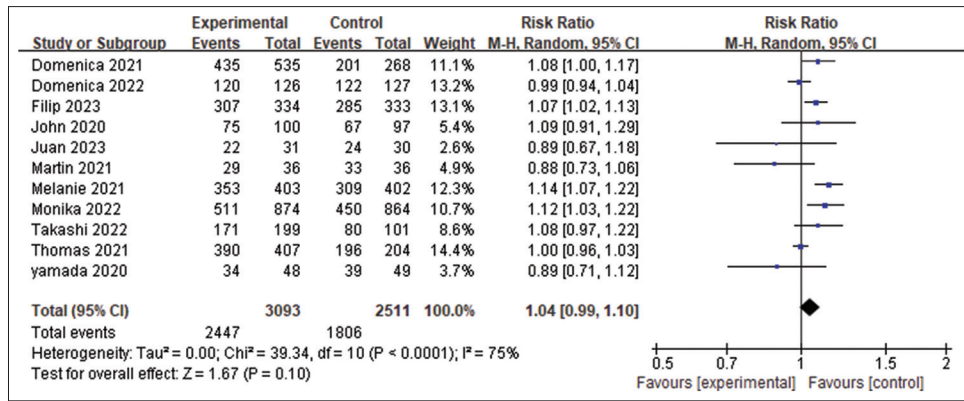 Experimental Control Risk Ratio Risk Ratio
Study or Subgroup Events Total Events Total Weight M-H, Random, 95% CI M-H, Random, 95% CI
Domenica 2021 435 535 201 268 11.1% 1.08 [1.00, 1.17]
Domenica 2022 120 126 122 127 13.2% 0.99 [0.94, 1.04]
Filip 2023 307 334 285 333 13.1% 1.07 [1.02, 1.13]
John 2020 75 100 67 97 5.4% 1.09 [0.91, 1.29]
Juan 2023 22 31 24 30 2.6% 0.89 [0.67, 1.18]
Martin 2021 29 36 33 36 4.9% 0.88 [0.73, 1.06]
Melanie 2021 353 403 309 402 12.3% 1.14 [1.07, 1.22]
Monika 2022 511 874 450 864 10.7% 1.12 [1.03, 1.22]
Takashi 2022 171 199 80 101 8.6% 1.08 [0.97, 1.22]
Thomas 2021 390 407 196 204 14.4% 1.00 [0.96, 1.03]
yamada 2020 34 48 39 49 3.7% 0.89 [0.71, 1.12]
Total (95% CI) 3093 2511 100.0% 1.04 [0.99, 1.10]
Total events 2447 1806
Heterogeneity: Tau² = 0.00; Chi² = 39.34, df = 10 (P < 0.0001); I² = 75%
Test for overall effect: Z = 1.67 (P = 0.10)
0.5 0.7 1 1.5 2
Favours [experimental] Favours [control]